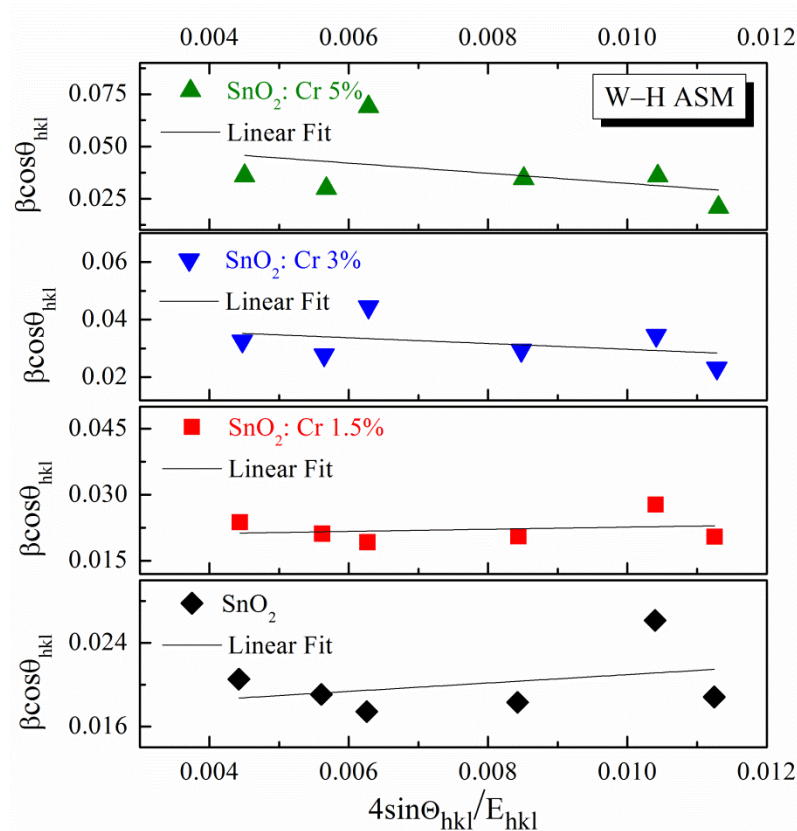 0.004 0.006 0.008 0.010 0.012
SnO₂: Cr 5%
W–H ASM
Linear Fit
0.075
0.050
0.025
βcosθhkl
SnO₂: Cr 3%
Linear Fit
0.06
0.04
0.02
βcosθhkl
SnO₂: Cr 1.5%
Linear Fit
0.045
0.030
0.015
βcosθhkl
SnO₂
Linear Fit
0.024
0.016
βcosθhkl
0.004 0.006 0.008 0.010 0.012
4sinΘhkl/Ehkl